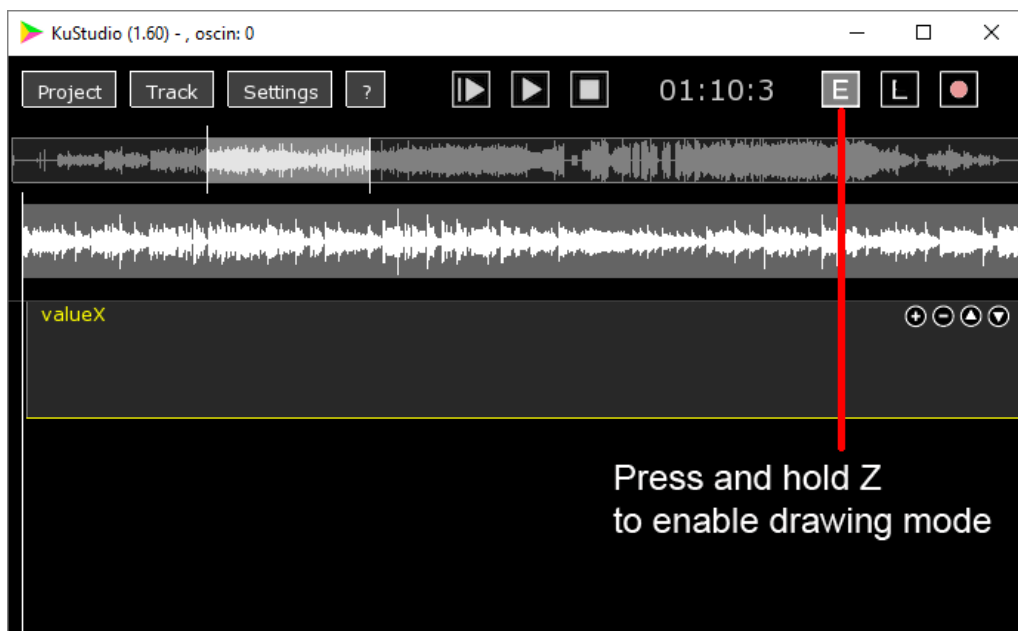 KuStudio (1.60) - , oscin: 0
Project Track Settings ? 01:10:3 E L
valueX
Press and hold Z
to enable drawing mode